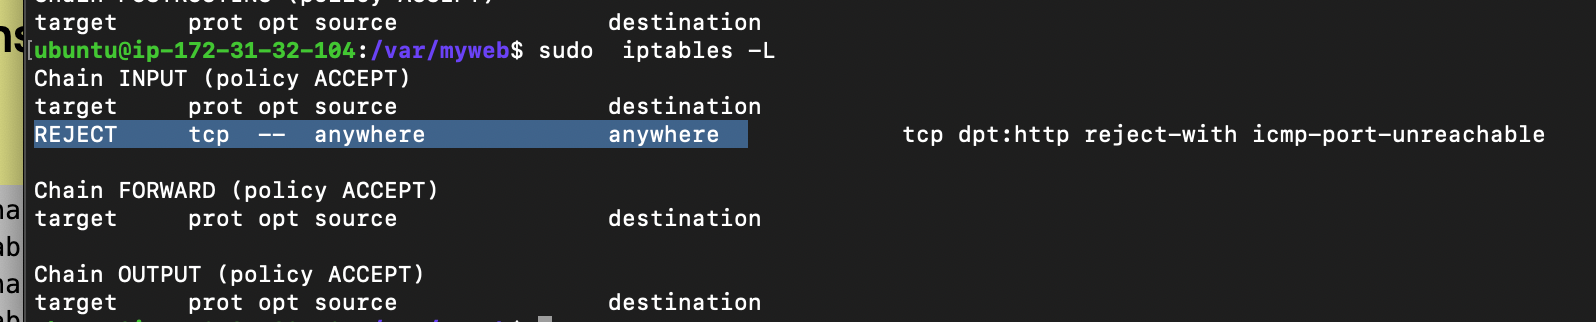 target     prot opt source               destination
ubuntu@ip-172-31-32-104:/var/myweb$ sudo  iptables -L
Chain INPUT (policy ACCEPT)
target     prot opt source               destination
REJECT     tcp  --  anywhere             anywhere             tcp dpt:http reject-with icmp-port-unreachable
Chain FORWARD (policy ACCEPT)
target     prot opt source               destination
Chain OUTPUT (policy ACCEPT)
target     prot opt source               destination